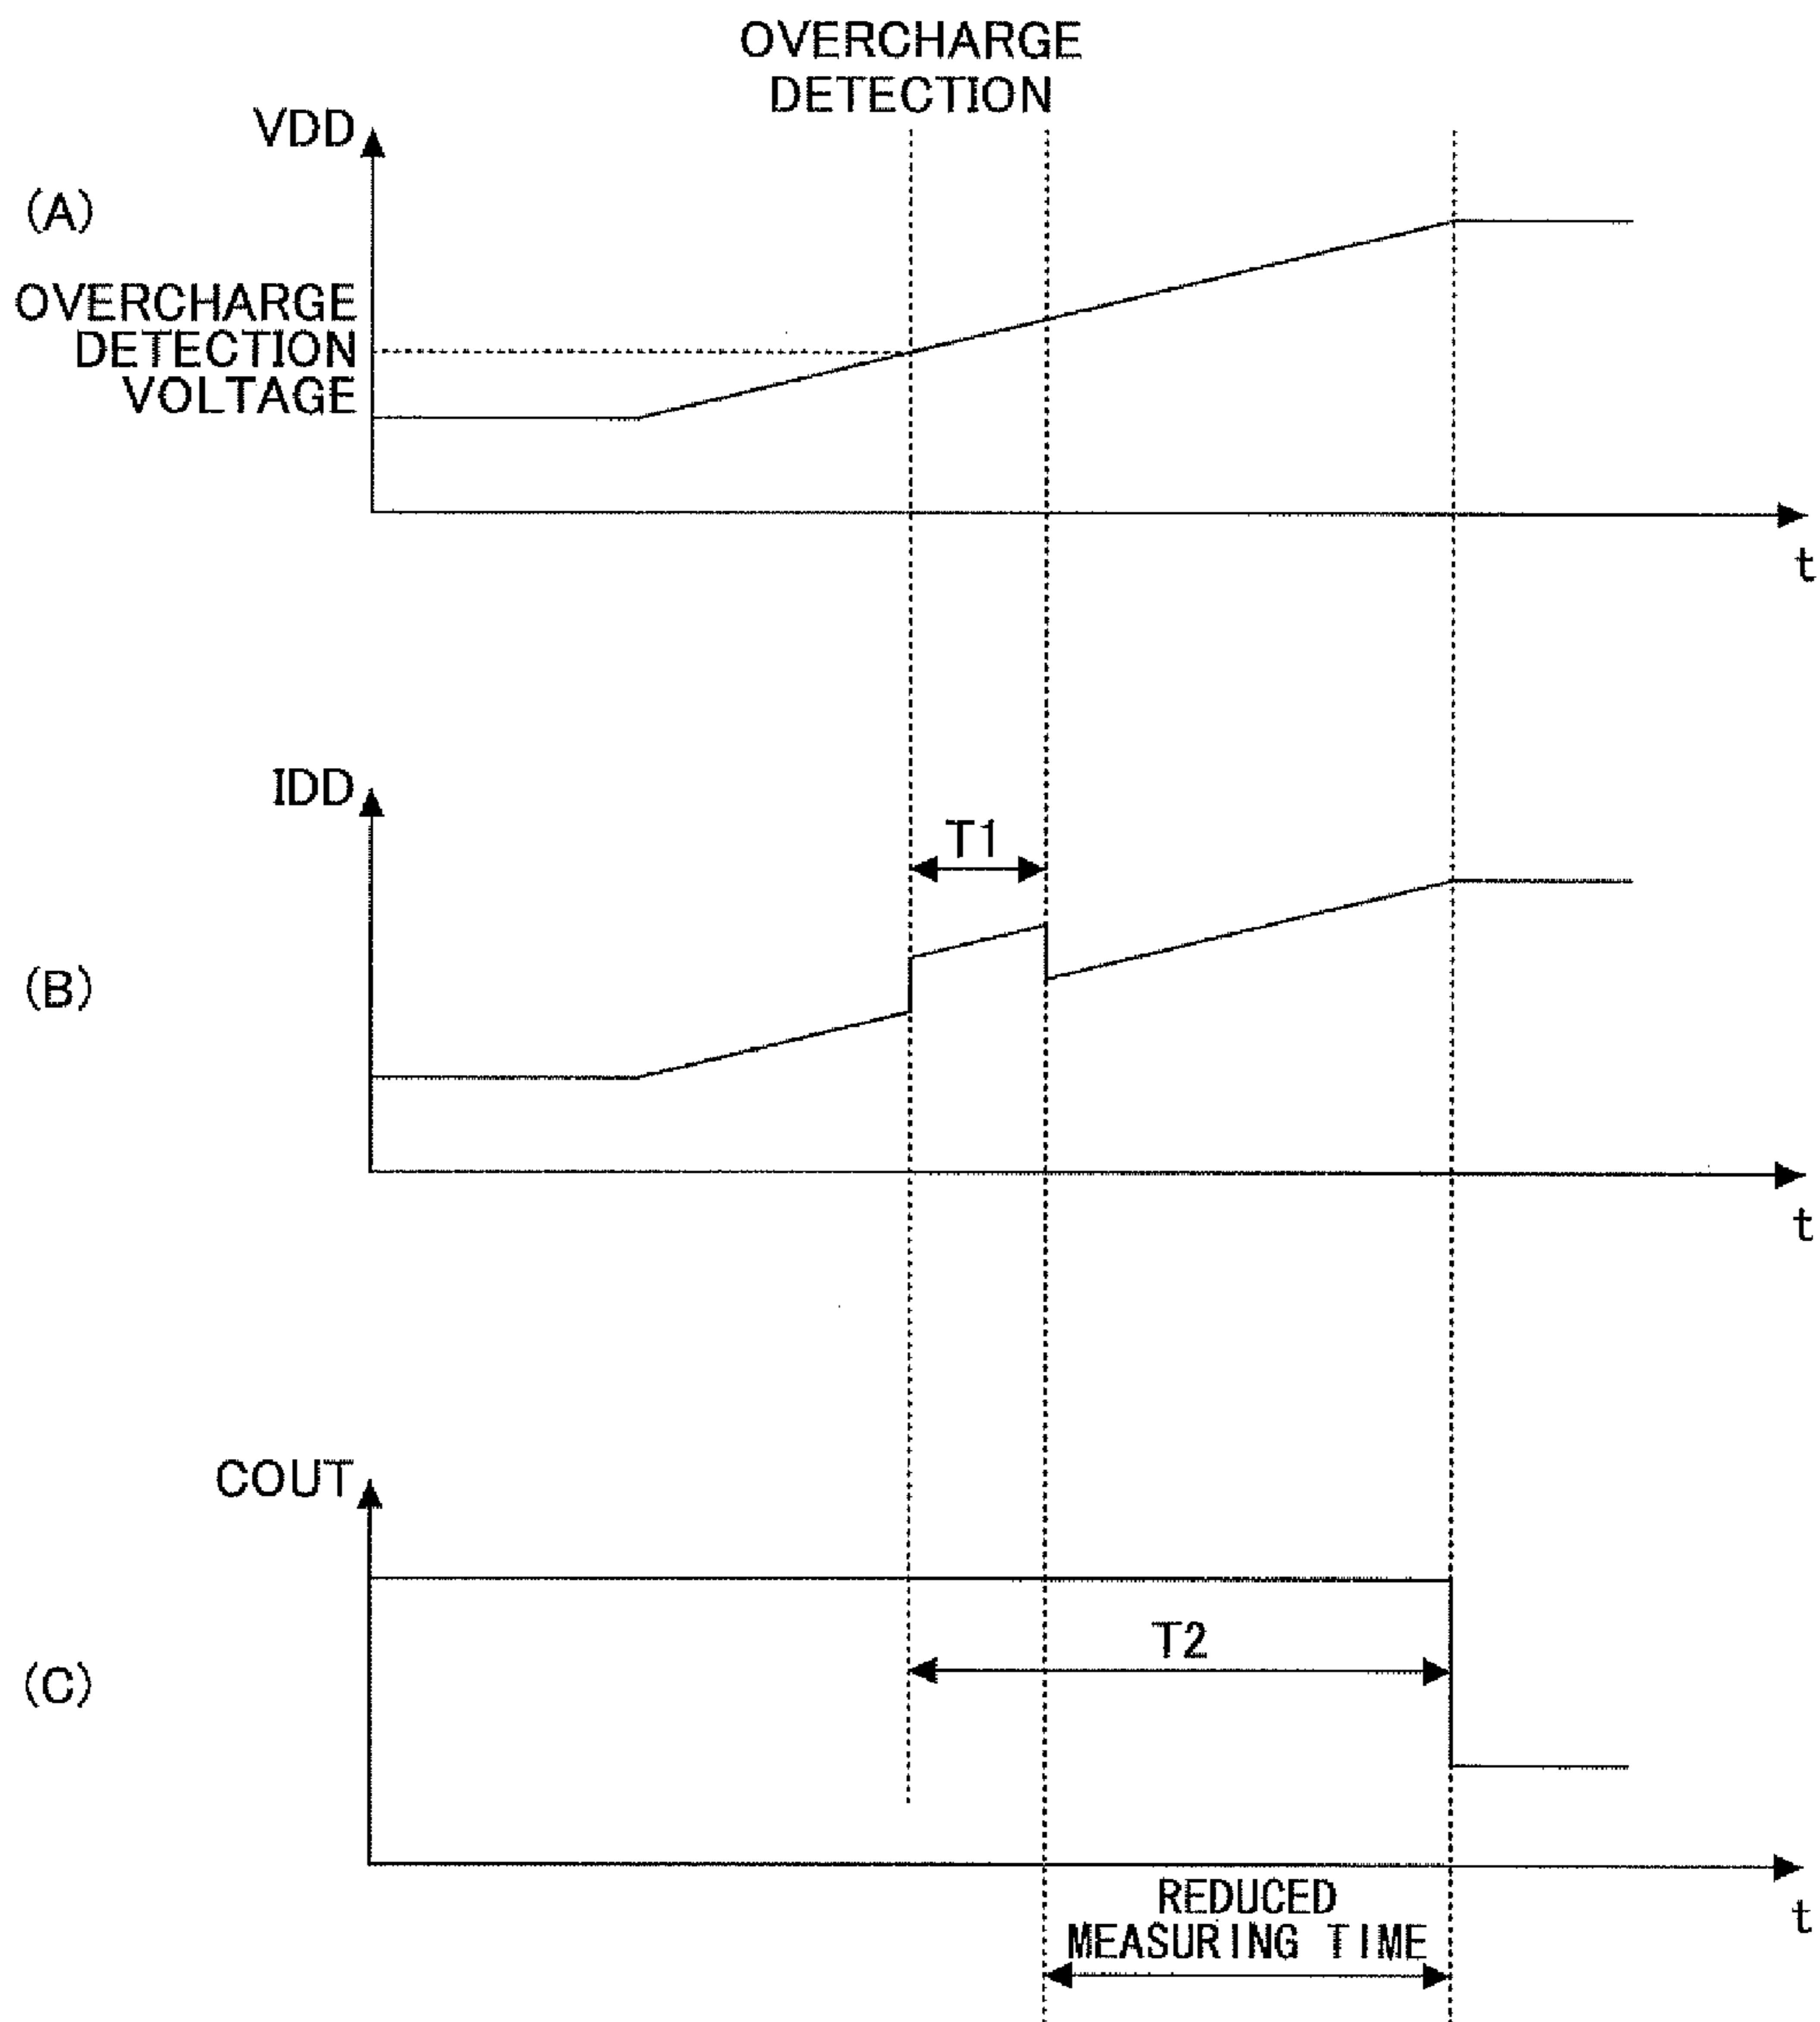 OVERCHARGE
DETECTION
VDD
(A)
OVERCHARGE
DETECTION
VOLTAGE
t
IDD
T1
(B)
t
COUT
T2
(C)
REDUCED
MEASURING TIME
t